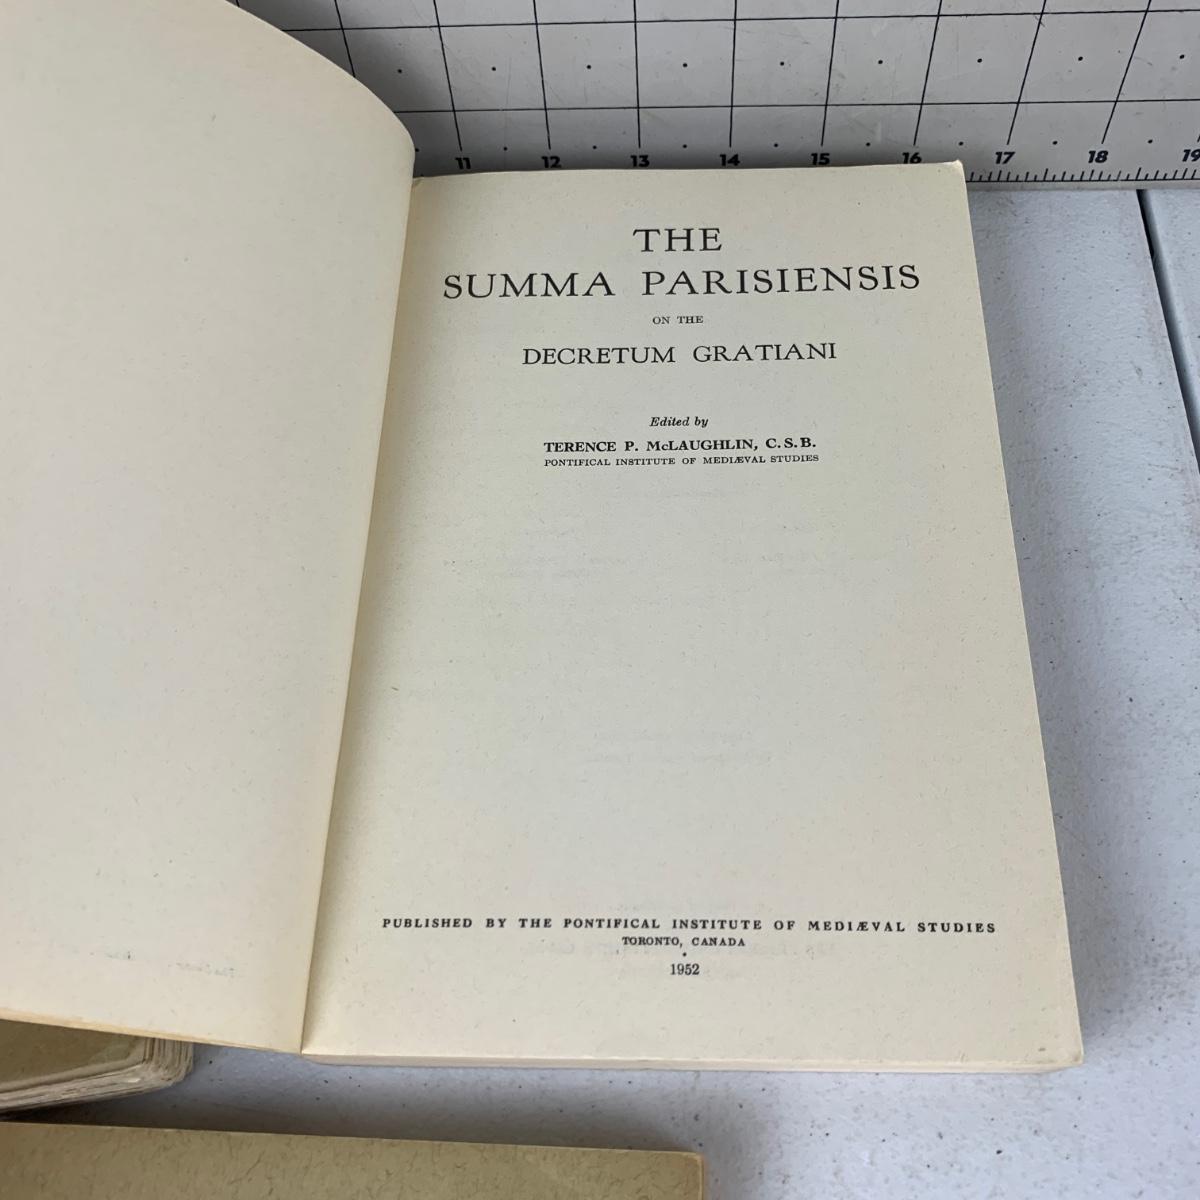 11 12 13 14 15 16 17 18 19
THE
SUMMA PARISIENSIS
ON THE
DECRETUM GRATIANI
Edited by
TERENCE P. McLAUGHLIN, C.S.B.
PONTIFICAL INSTITUTE OF MEDIÆVAL STUDIES
PUBLISHED BY THE PONTIFICAL INSTITUTE OF MEDIÆVAL STUDIES
TORONTO, CANADA
1952